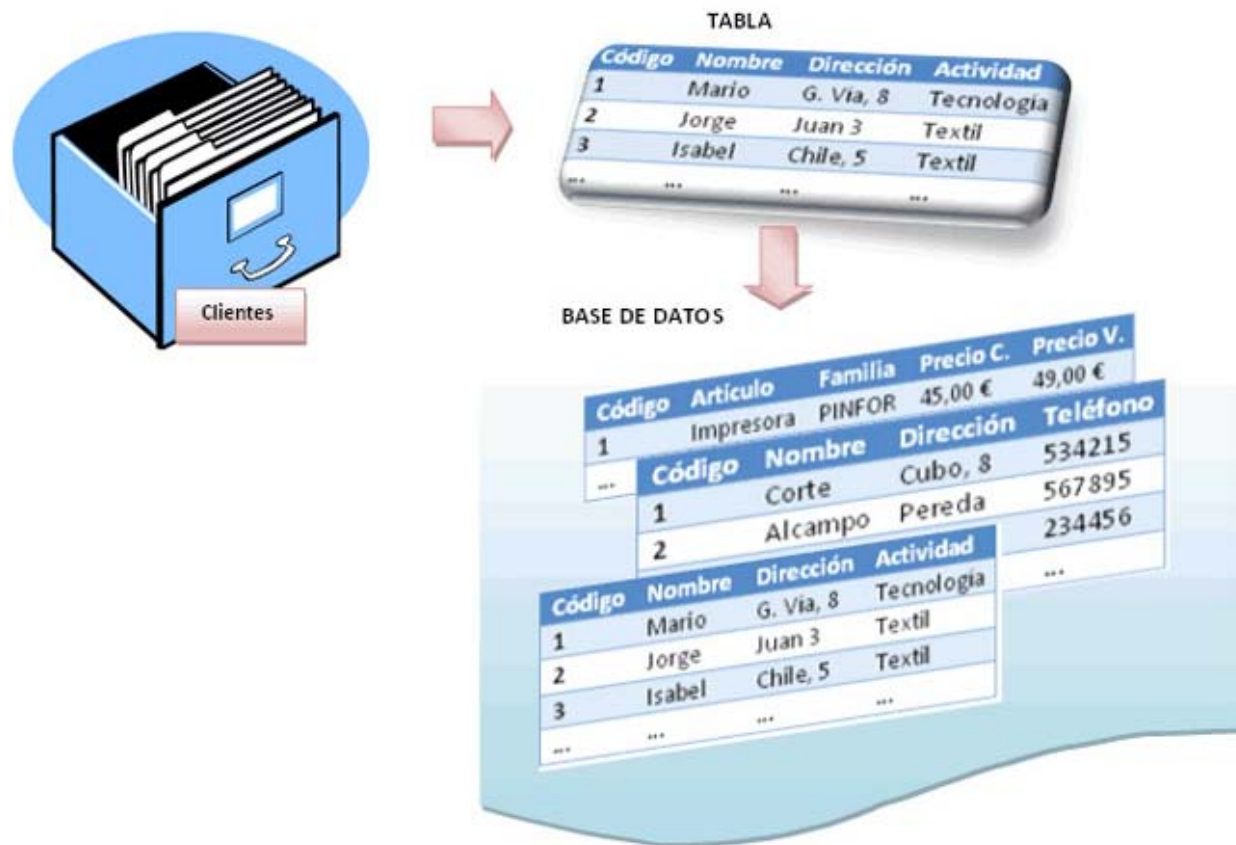 TABLA
Código Nombre Dirección Actividad
1 Mario G. Via, 8 Tecnología
2 Jorge Juan 3 Textil
3 Isabel Chile, 5 Textil
... ... ... ...
Clientes
BASE DE DATOS
Código Artículo Familia Precio C. Precio V.
1 Impresora PINFOR 45,00 € 49,00 €
...
Código Nombre Dirección Teléfono
1 Corte Cubo, 8 534215
2 Alcampo Pereda 567895
234456
...
Código Nombre Dirección Actividad
1 Mario G. Via, 8 Tecnología
2 Jorge Juan 3 Textil
3 Isabel Chile, 5 Textil
... ... ... ...